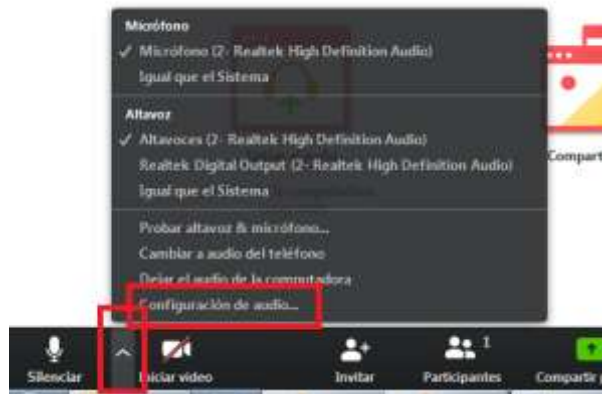 Micrófono
Micrófono (2- Realtek High Definition Audio)
Igual que el Sistema
Altavoz
Altavoces (2- Realtek High Definition Audio)
Realtek Digital Output (2- Realtek High Definition Audio)
Igual que el Sistema
Probar altavoz & micrófono...
Cambiar a audio del teléfono
Dejar el audio de la computadora
Configuración de audio...
Compart
Silenciar
Iniciar video
Invitar
1
Participantes
Compartir p